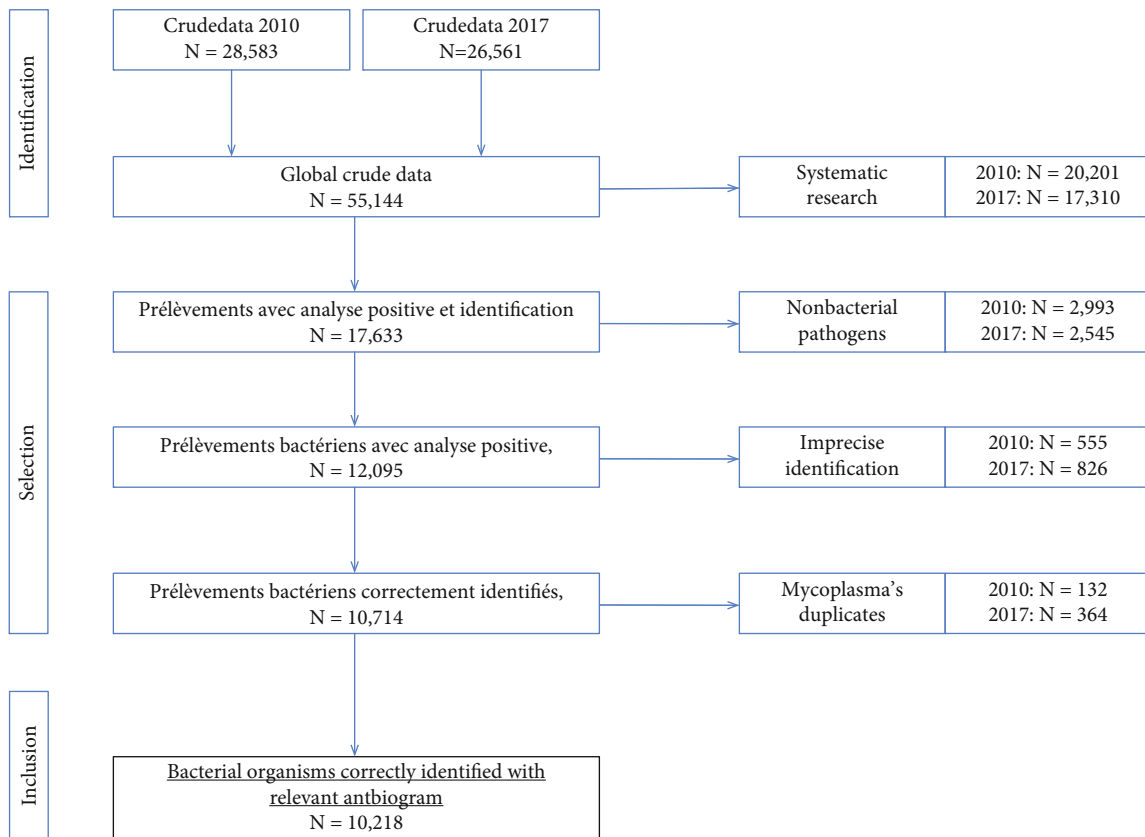 Identification
Crudedata 2010
N = 28,583
Crudedata 2017
N=26,561
Global crude data
N = 55,144
Systematic
research
2010: N = 20,201
2017: N = 17,310
Selection
Prélèvements avec analyse positive et identification
N = 17,633
Nonbacterial
pathogens
2010: N = 2,993
2017: N = 2,545
Prélèvements bactériens avec analyse positive,
N = 12,095
Imprecise
identification
2010: N = 555
2017: N = 826
Prélèvements bactériens correctement identifiés,
N = 10,714
Mycoplasma's
duplicates
2010: N = 132
2017: N = 364
Inclusion
Bacterial organisms correctly identified with
relevant antbiogram
N = 10,218